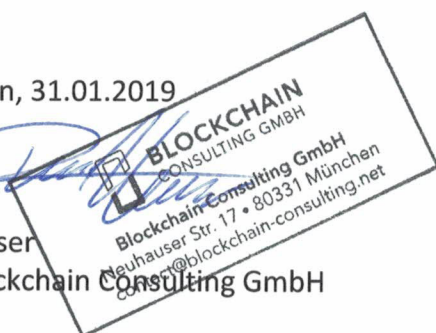 n, 31.01.2019
BLOCKCHAIN
CONSULTING GMBH
Blockchain Consulting GmbH
Neuhauser Str. 17 • 80331 München
contact@blockchain-consulting.net
ser
ckchain Consulting GmbH